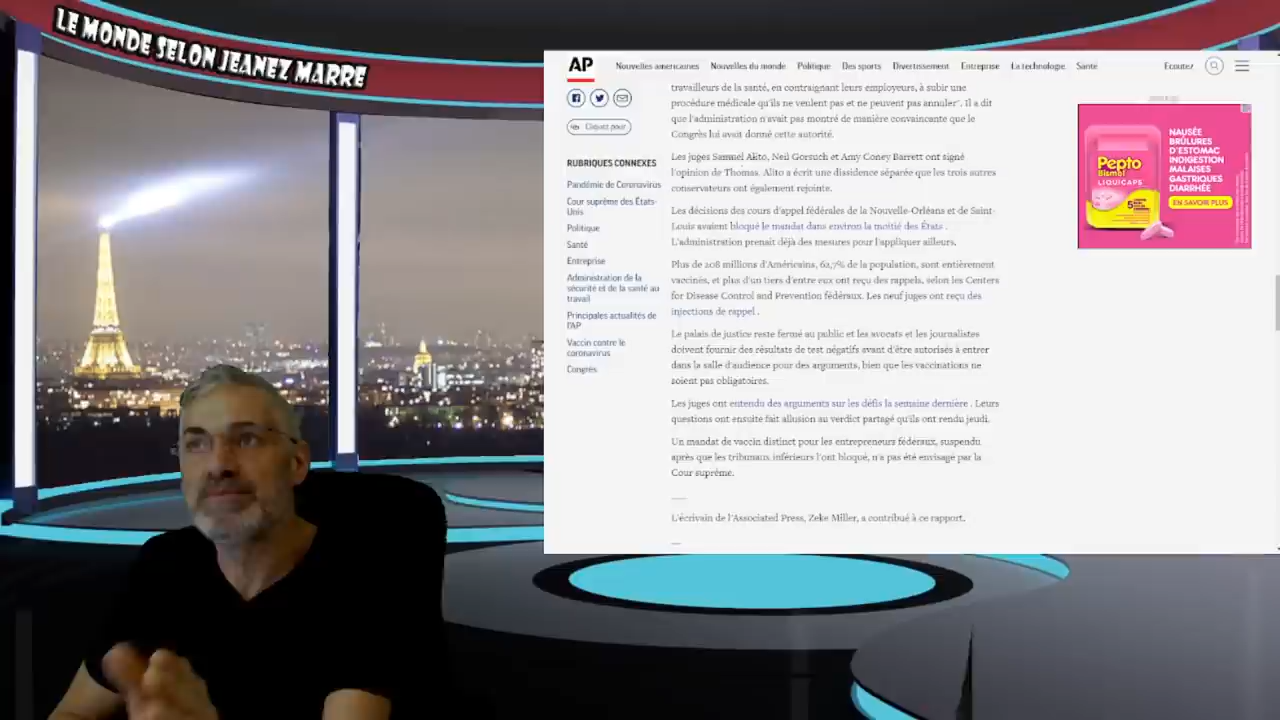 LE MONDE SELON JEANEZ MARRE
AP
Nouvelles américaines Nouvelles du monde Politique Des sports Divertissement Entreprise La technologie Santé Écoutez
travailleurs de la santé, en contraignant leurs employeurs, à subir une
procédure médicale qu'ils ne veulent pas et ne peuvent pas annuler". Il a dit
que l'administration n'avait pas montré de manière convaincante que le
Congrès lui avait donné cette autorité.
Cliquez pour
RUBRIQUES CONNEXES
Pandémie de Coronavirus
Cour suprême des États-
Unis
Politique
Santé
Entreprise
Administration de la
sécurité et de la santé au
travail
Principales actualités de
l'AP
Vaccin contre le
coronavirus
Congrès
Les juges Samuel Alito, Neil Gorsuch et Amy Coney Barrett ont signé
l'opinion de Thomas. Alito a écrit une dissidence séparée que les trois autres
conservateurs ont également rejointe.
Les décisions des cours d'appel fédérales de la Nouvelle-Orléans et de Saint-
Louis avaient bloqué le mandat dans environ la moitié des États .
L'administration prenait déjà des mesures pour l'appliquer ailleurs.
Plus de 208 millions d'Américains, 62,7% de la population, sont entièrement
vaccinés, et plus d'un tiers d'entre eux ont reçu des rappels, selon les Centers
for Disease Control and Prevention fédéraux. Les neuf juges ont reçu des
injections de rappel .
Le palais de justice reste fermé au public et les avocats et les journalistes
doivent fournir des résultats de test négatifs avant d'être autorisés à entrer
dans la salle d'audience pour des arguments, bien que les vaccinations ne
soient pas obligatoires.
Les juges ont entendu des arguments sur les défis la semaine dernière . Leurs
questions ont ensuite fait allusion au verdict partagé qu'ils ont rendu jeudi.
Un mandat de vaccin distinct pour les entrepreneurs fédéraux, suspendu
après que les tribunaux inférieurs l'ont bloqué, n'a pas été envisagé par la
Cour suprême.
L'écrivain de l'Associated Press, Zeke Miller, a contribué à ce rapport.
Pepto
Bismol
LIQUICAPS
5
NAUSÉE
BRÛLURES
D'ESTOMAC
INDIGESTION
MALAISES
GASTRIQUES
DIARRHÉE
EN SAVOIR PLUS